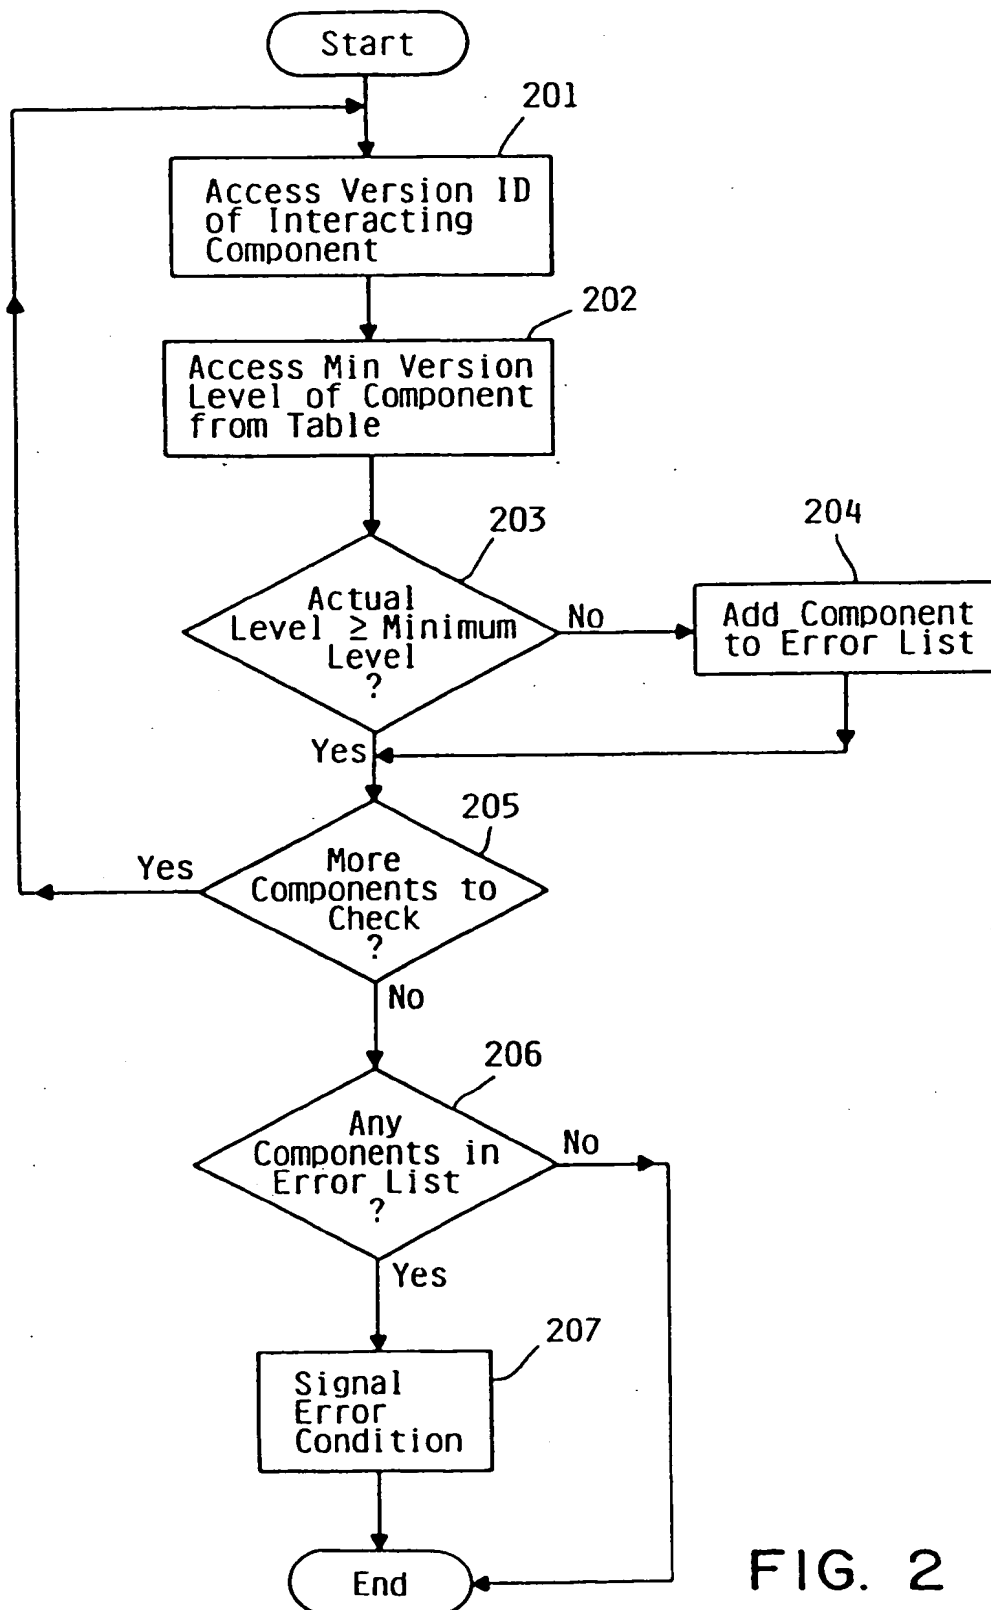 Start
201
Access Version ID
of Interacting
Component
202
Access Min Version
Level of Component
from Table
203
Actual
Level ≥ Minimum
Level
?
No
204
Add Component
to Error List
Yes
205
More
Components to
Check
?
Yes
No
206
Any
Components in
Error List
?
No
Yes
207
Signal
Error
Condition
End
FIG. 2